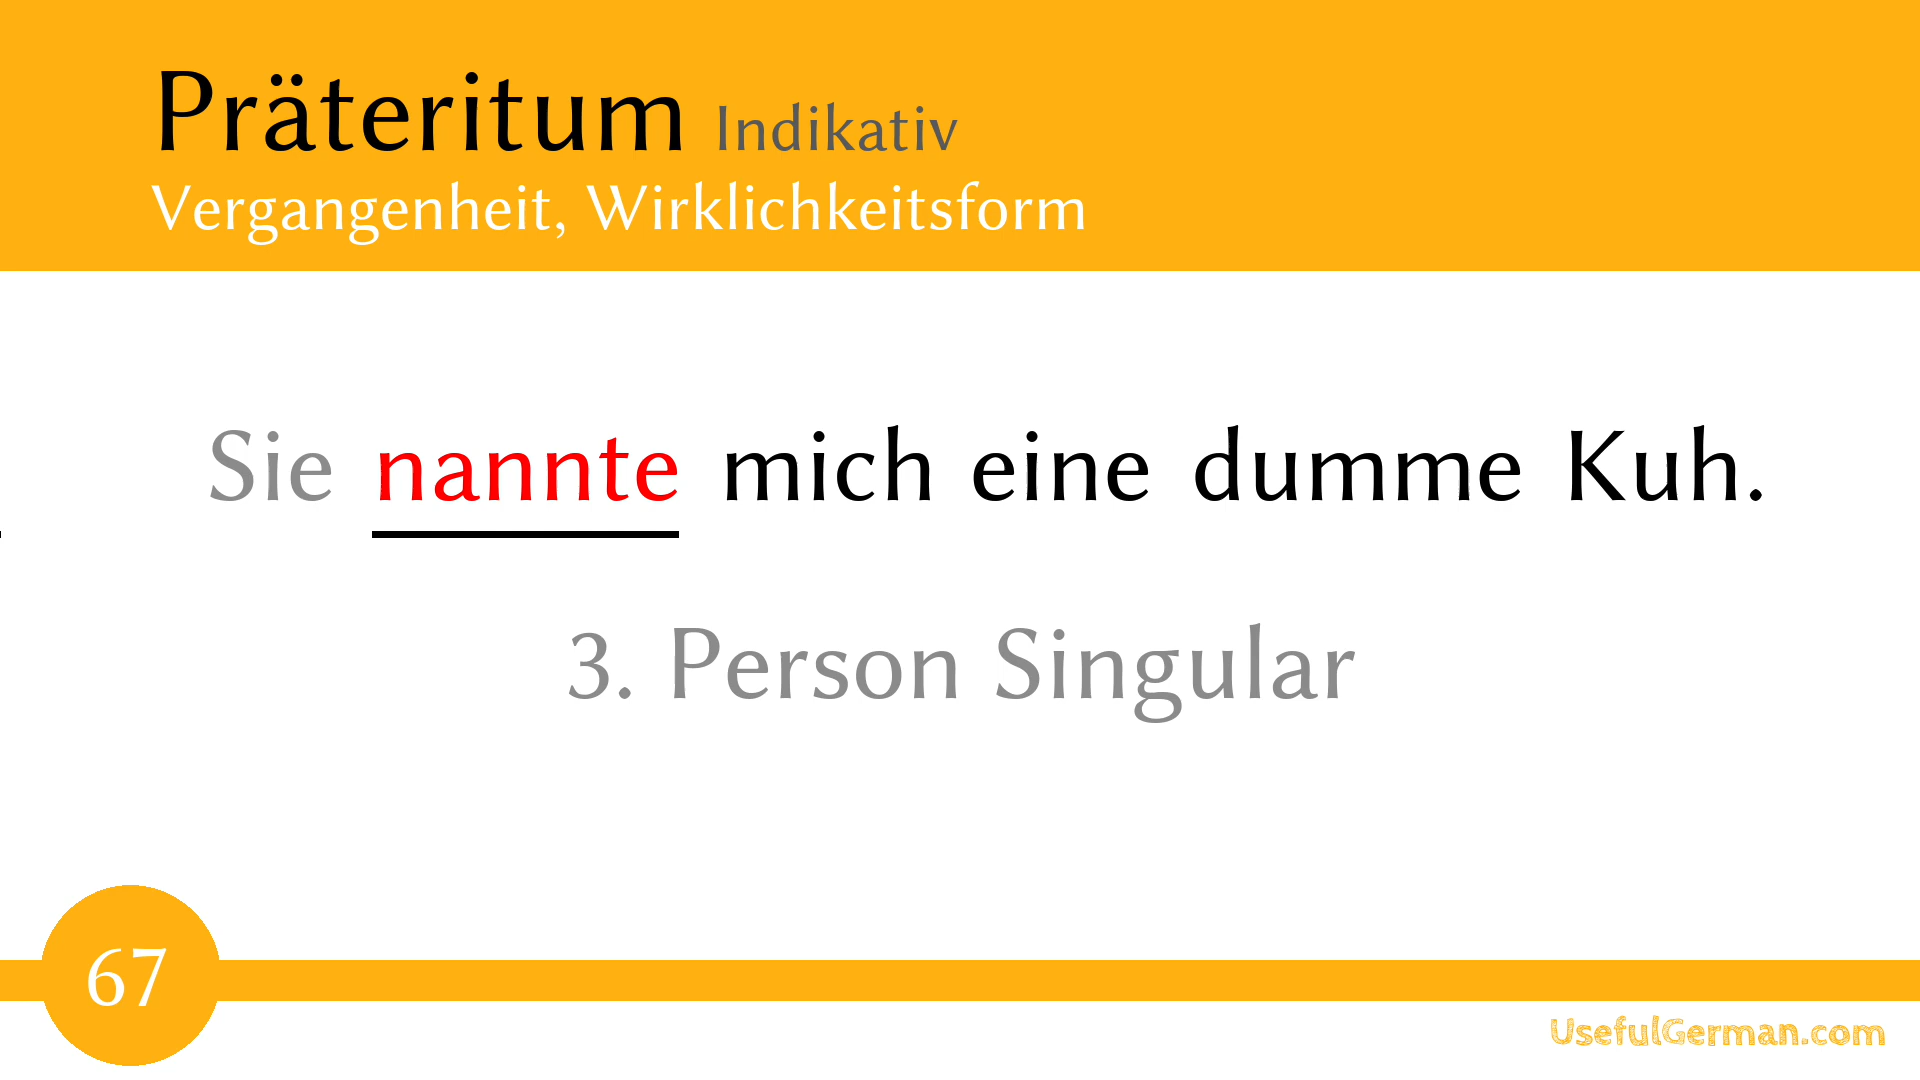 Präteritum Indikativ
Vergangenheit, Wirklichkeitsform
Sie nannte mich eine dumme Kuh.
3. Person Singular
67
UsefulGerman.com